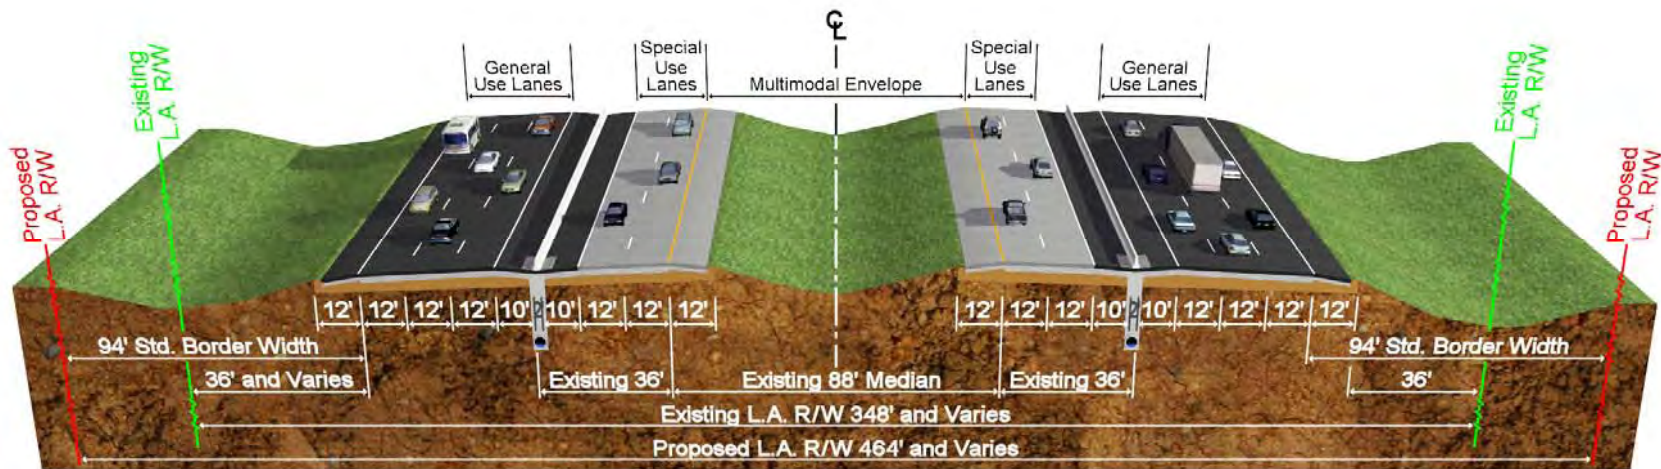 ℄
Special
Use
Lanes
Special
Use
Lanes
General
Use Lanes
General
Use Lanes
Multimodal Envelope
Existing
L.A. R/W
Existing
L.A. R/W
Proposed
L.A. R/W
Proposed
L.A. R/W
12' 12' 12' 12' 10' 2' 10' 12' 12' 12' 12' 12' 12' 10' 2' 10' 12' 12' 12' 12'
94' Std. Border Width 94' Std. Border Width
36' and Varies Existing 36' Existing 88' Median Existing 36' 36'
Existing L.A. R/W 348' and Varies
Proposed L.A. R/W 464' and Varies